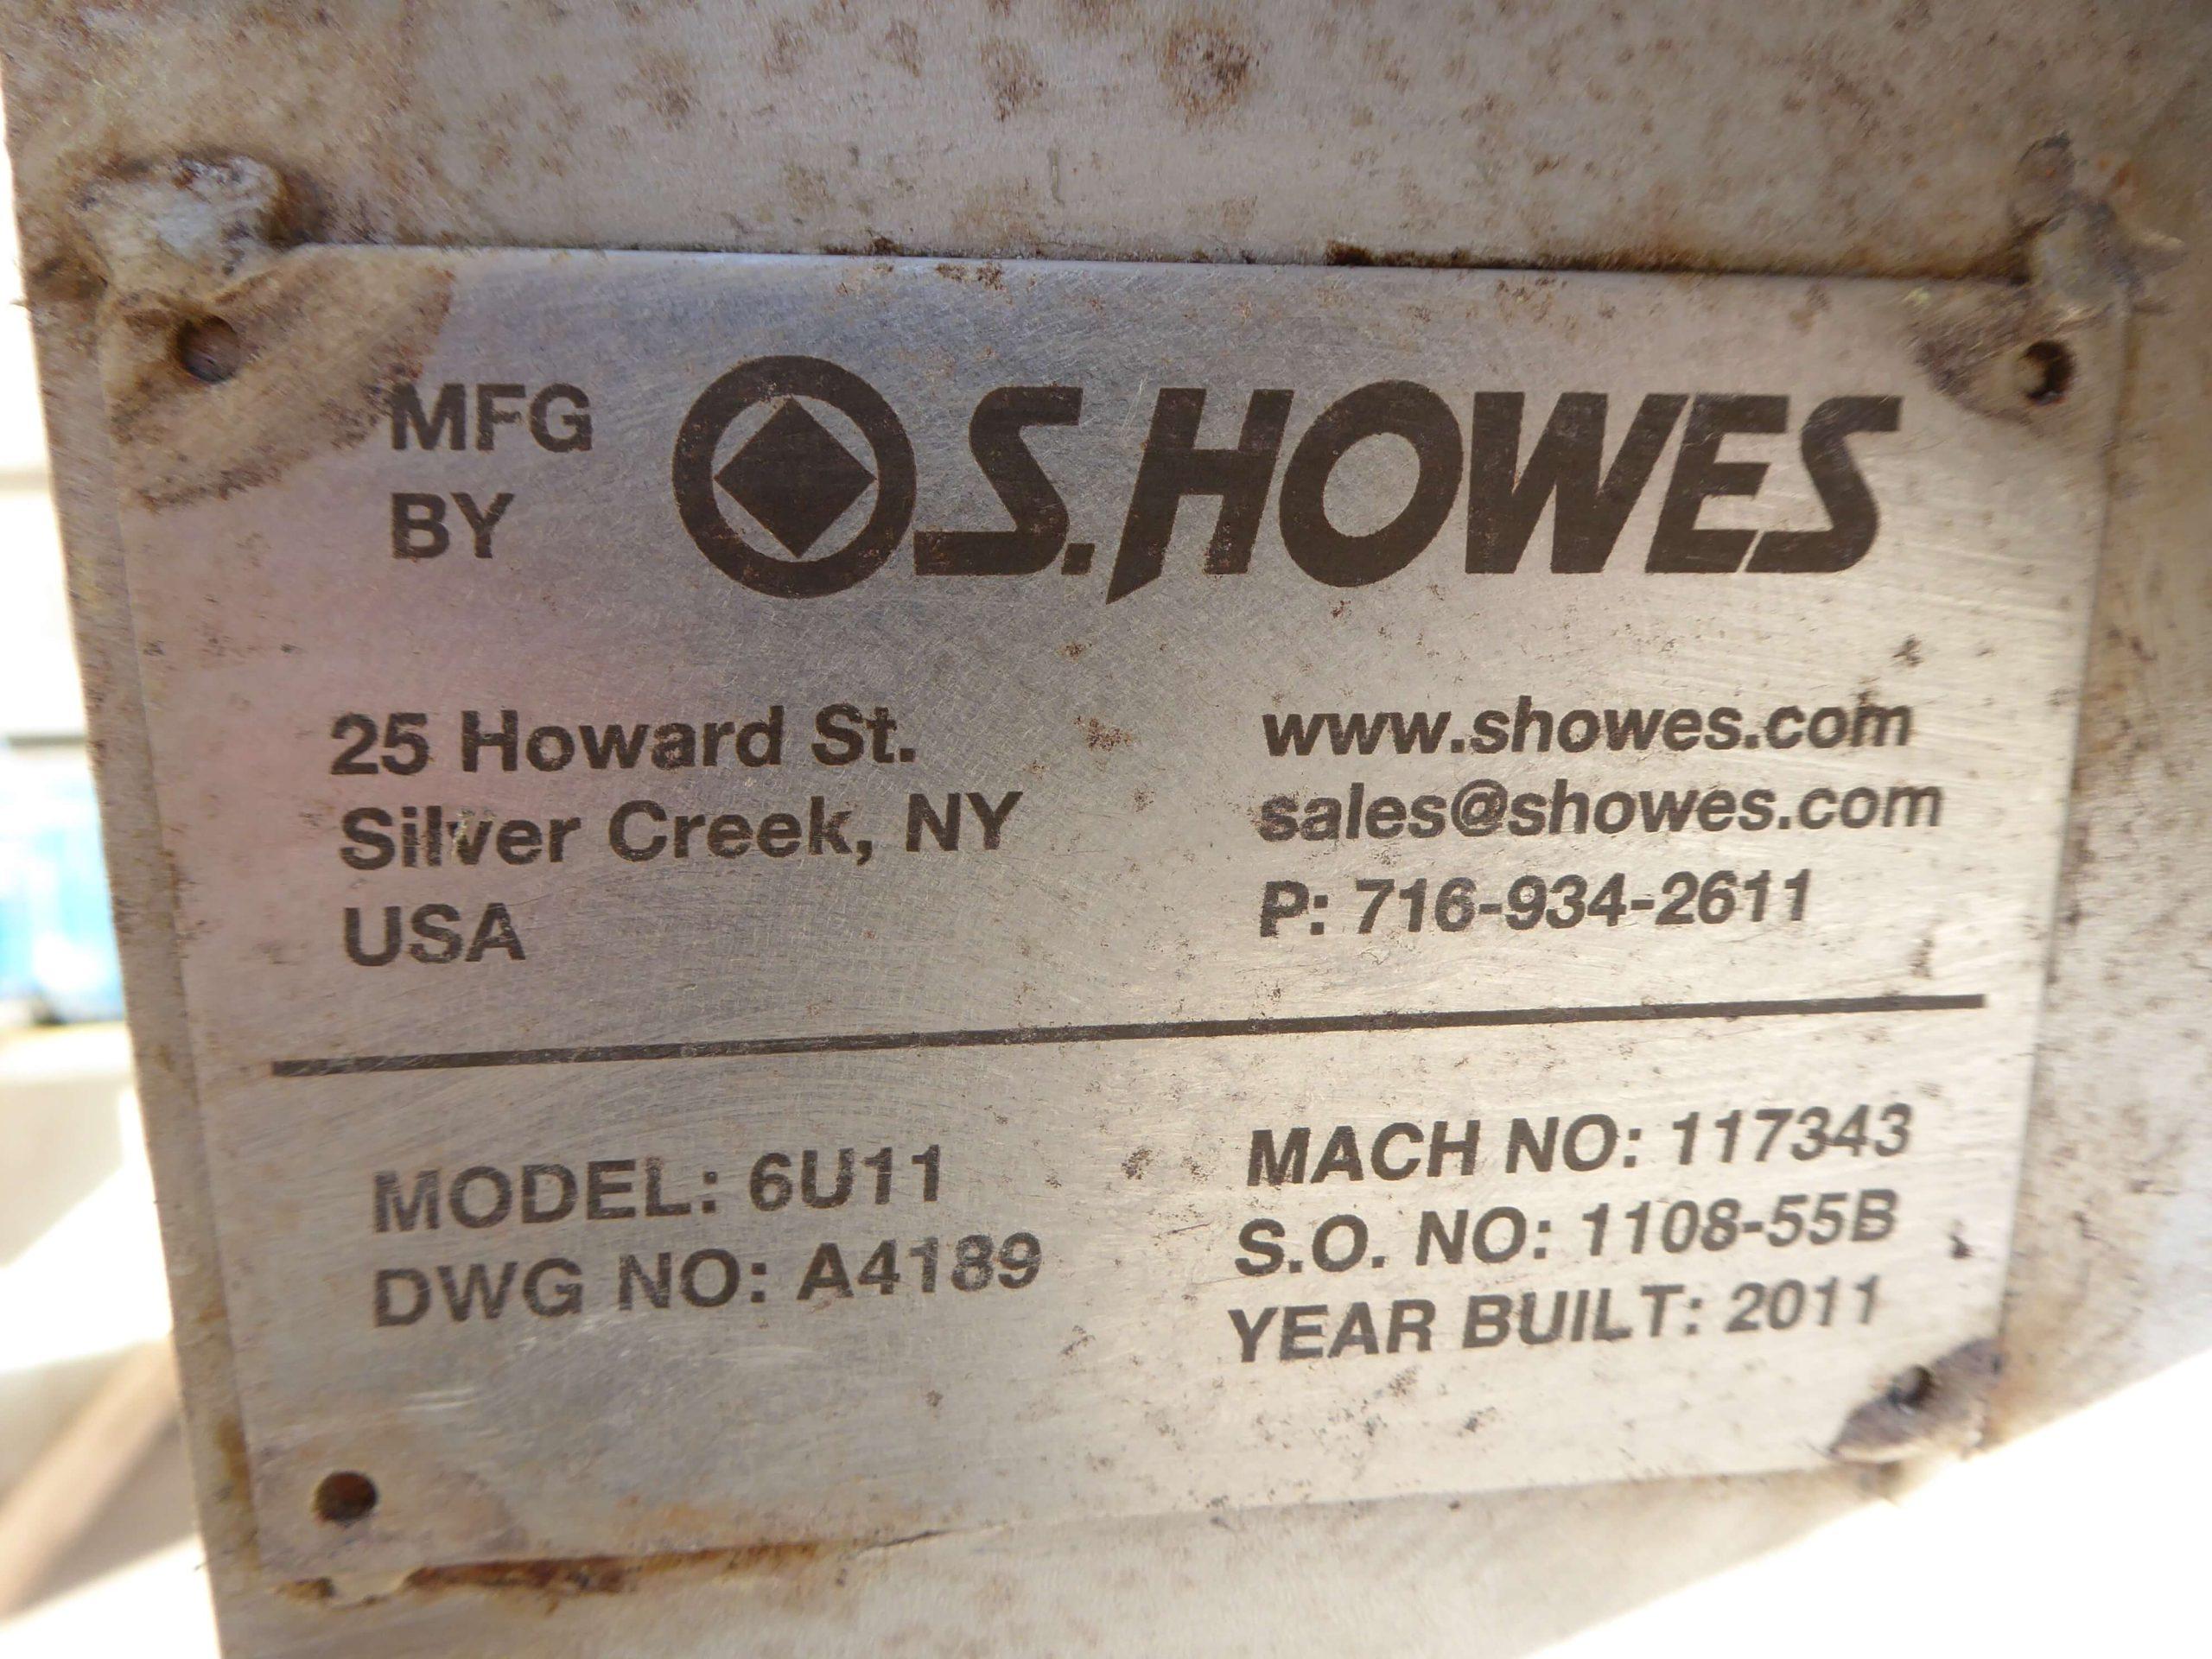 MFG
BY
S.HOWES
25 Howard St.
Silver Creek, NY
USA
www.showes.com
sales@showes.com
P: 716-934-2611
MODEL: 6U11
DWG NO: A4189
MACH NO: 117343
S.O. NO: 1108-55B
YEAR BUILT: 2011